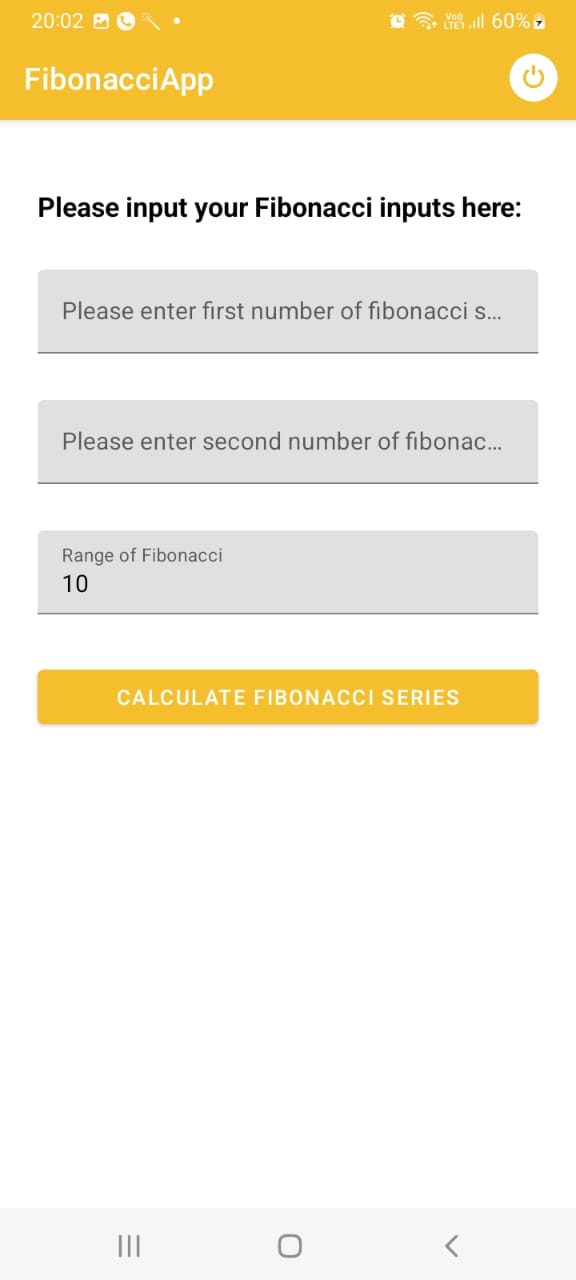 20:02 Vo)) LTE1 60%
FibonacciApp
Please input your Fibonacci inputs here:
Please enter first number of fibonacci s...
Please enter second number of fibonac...
Range of Fibonacci
10
CALCULATE FIBONACCI SERIES